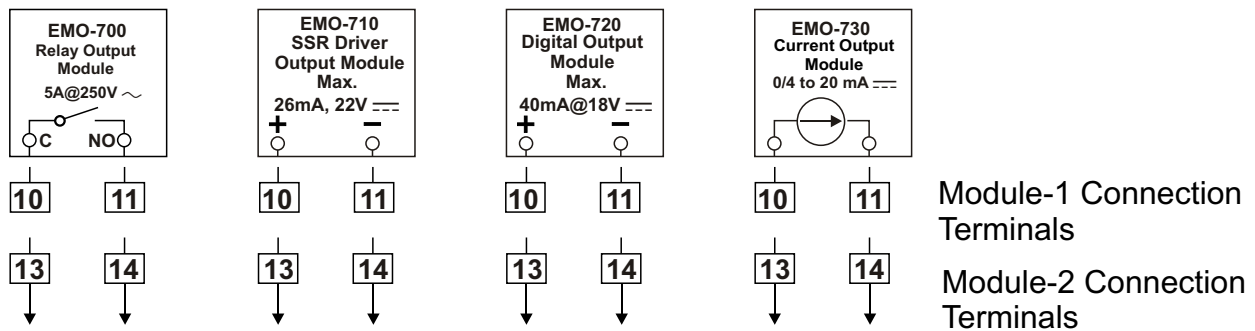 EMO-700
Relay Output
Module
5A@250V ~
C NO
10 11
13 14
EMO-710
SSR Driver
Output Module
Max.
26mA, 22V ⎓
+ −
10 11
13 14
EMO-720
Digital Output
Module
Max.
40mA@18V ⎓
+ −
10 11
13 14
EMO-730
Current Output
Module
0/4 to 20 mA ⎓
10 11
13 14
Module-1 Connection
Terminals
Module-2 Connection
Terminals